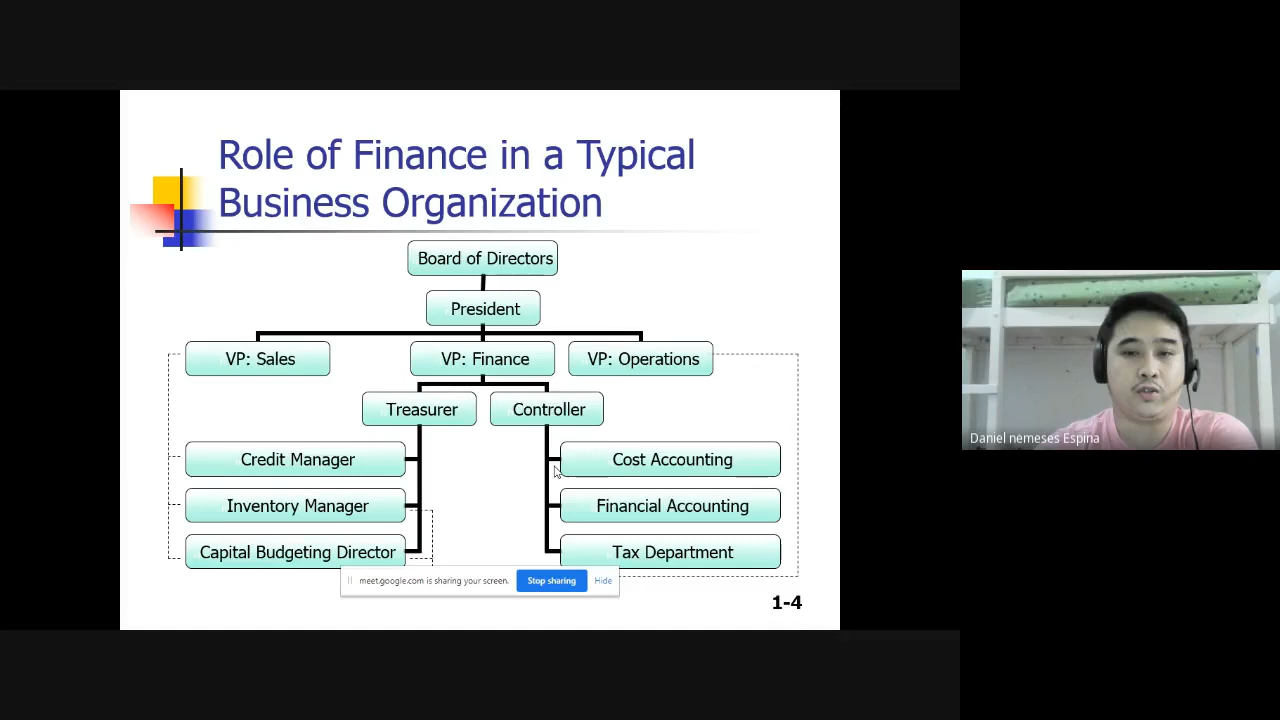 Role of Finance in a Typical
Business Organization
Board of Directors
President
VP: Sales
VP: Finance
VP: Operations
Treasurer
Controller
Credit Manager
Cost Accounting
Inventory Manager
Financial Accounting
Capital Budgeting Director
Tax Department
meet.google.com is sharing your screen.
Stop sharing
Hide
1-4
Daniel nemeses Espina